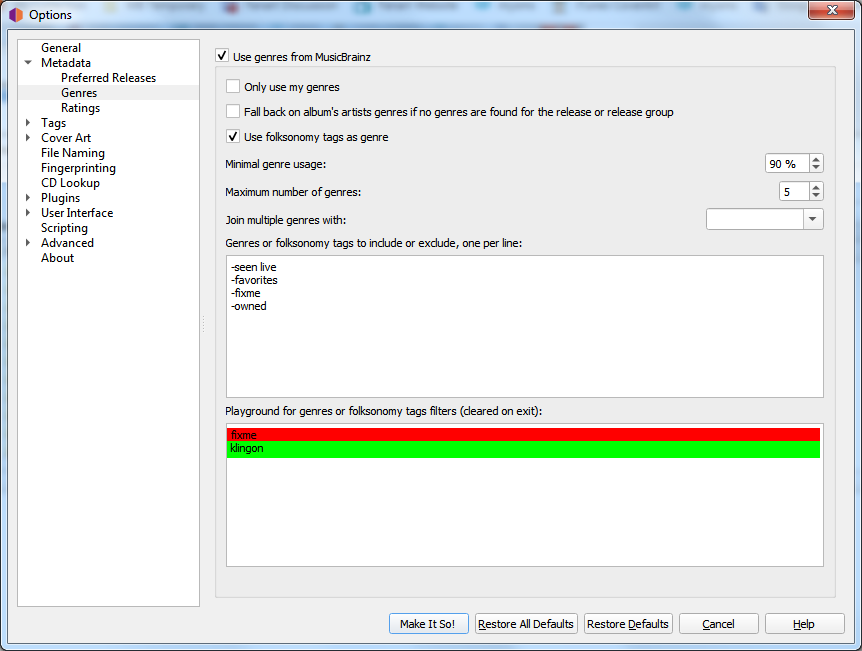 Options
General
Metadata
Preferred Releases
Genres
Ratings
Tags
Cover Art
File Naming
Fingerprinting
CD Lookup
Plugins
User Interface
Scripting
Advanced
About
Use genres from MusicBrainz
Only use my genres
Fall back on album's artists genres if no genres are found for the release or release group
Use folksonomy tags as genre
Minimal genre usage: 90 %
Maximum number of genres: 5
Join multiple genres with:
Genres or folksonomy tags to include or exclude, one per line:
-seen live
-favorites
-fixme
-owned
Playground for genres or folksonomy tags filters (cleared on exit):
fixme
klingon
Make It So! Restore All Defaults Restore Defaults Cancel Help